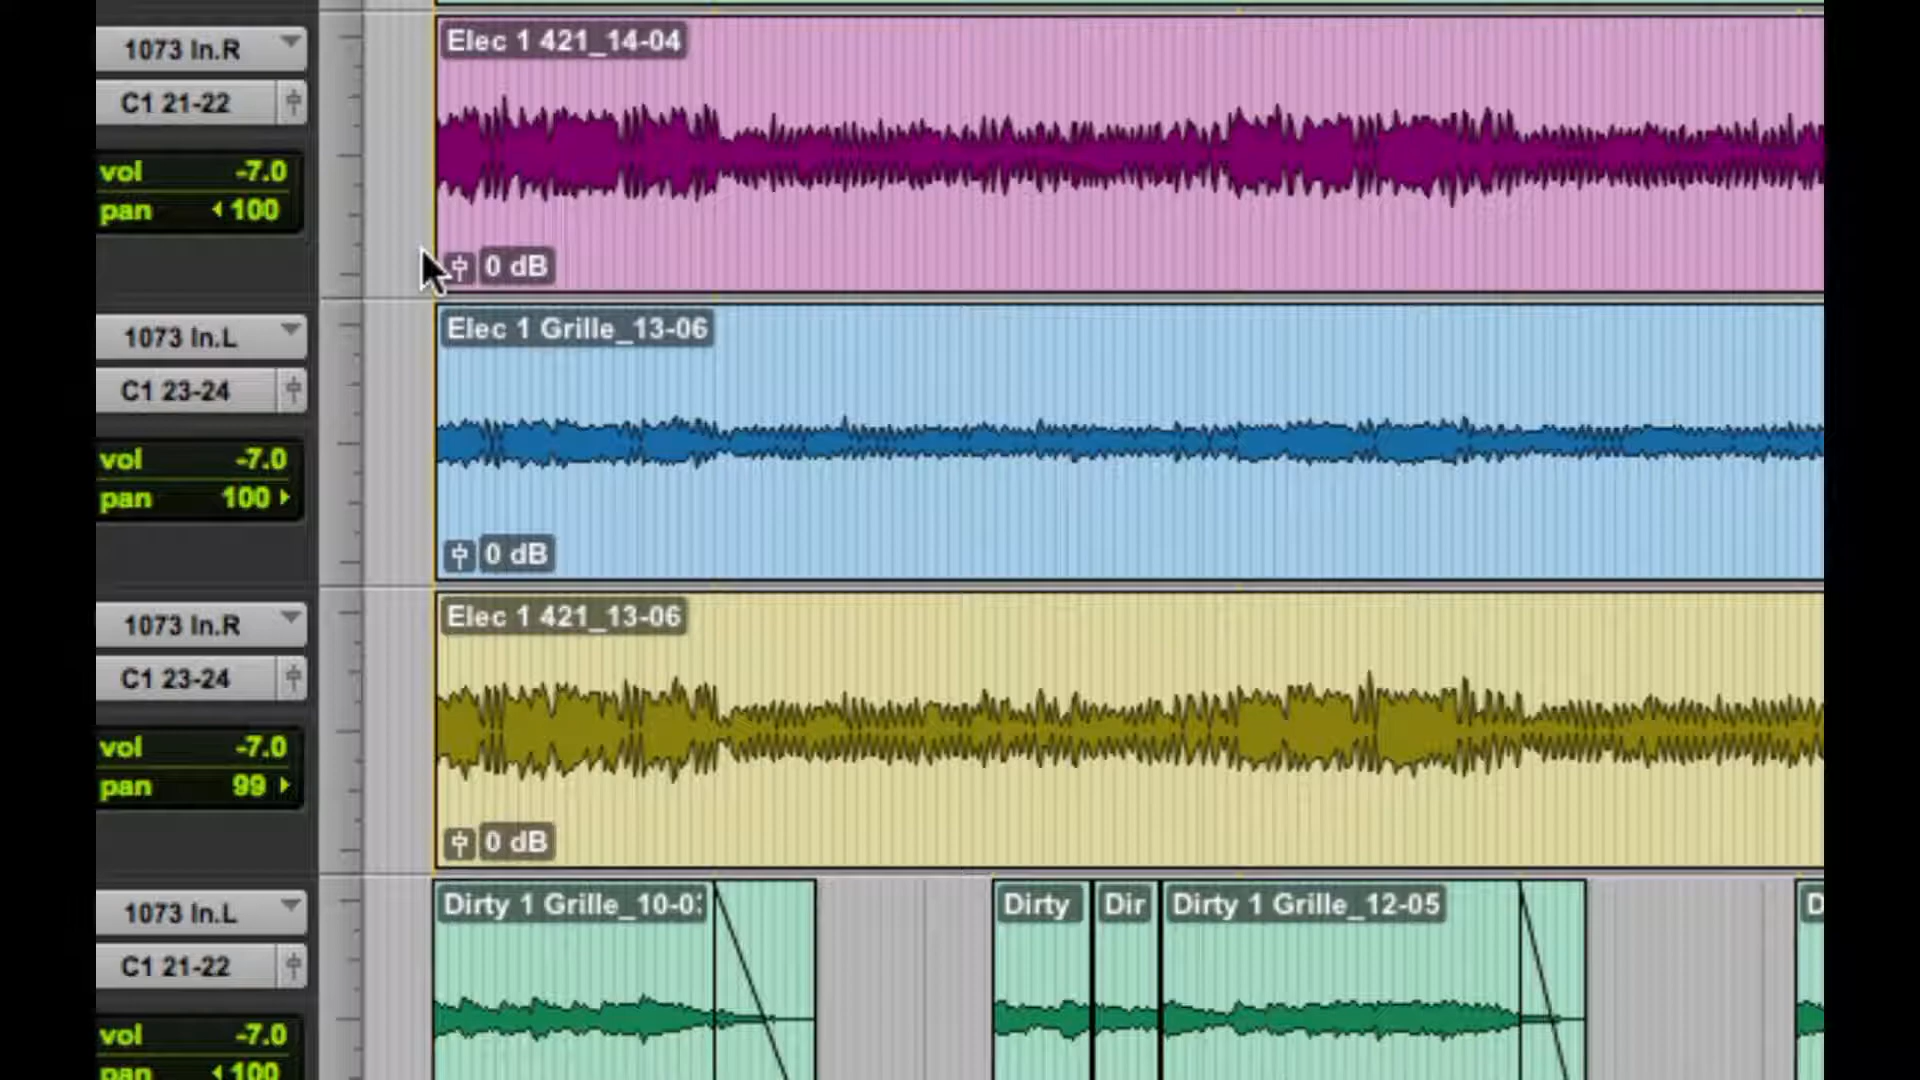 1073 In.R
Elec 1 421_14-04
C1 21-22
vol -7.0
pan 100
0 dB
1073 In.L
Elec 1 Grille_13-06
C1 23-24
vol -7.0
pan 100
0 dB
1073 In.R
Elec 1 421_13-06
C1 23-24
vol -7.0
pan 99
0 dB
1073 In.L
Dirty 1 Grille_10-0
Dirty
Dir
Dirty 1 Grille_12-05
D
C1 21-22
vol -7.0
pan 100